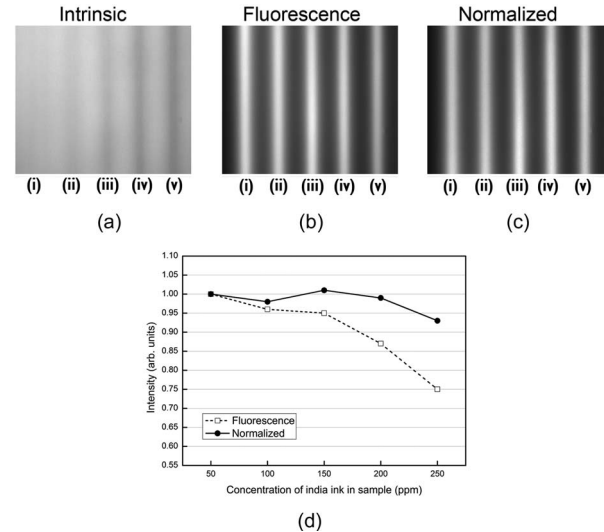 Intrinsic
Fluorescence
Normalized
(i) (ii) (iii) (iv) (v)
(i) (ii) (iii) (iv) (v)
(i) (ii) (iii) (iv) (v)
(a)
(b)
(c)
Intensity (arb. units)
1.10
1.05
1.00
0.95
0.90
0.85
0.80
0.75
0.70
0.65
0.60
0.55
Fluorescence
Normalized
50 100 150 200 250
Concentration of india ink in sample (ppm)
(d)